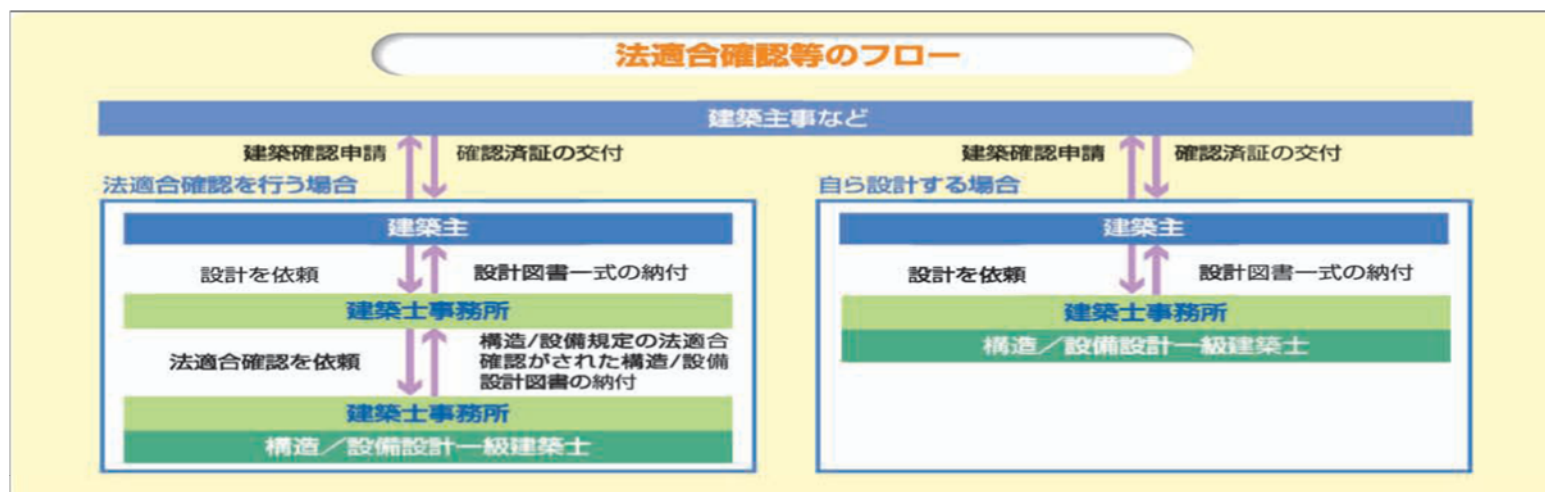 法適合確認等のフロー
建築主事など
建築確認申請
確認済証の交付
法適合確認を行う場合
建築主
設計を依頼
設計図書一式の納付
建築士事務所
法適合確認を依頼
構造/設備規定の法適合
確認がされた構造/設備
設計図書の納付
建築士事務所
構造／設備設計一級建築士
建築確認申請
確認済証の交付
自ら設計する場合
建築主
設計を依頼
設計図書一式の納付
建築士事務所
構造／設備設計一級建築士